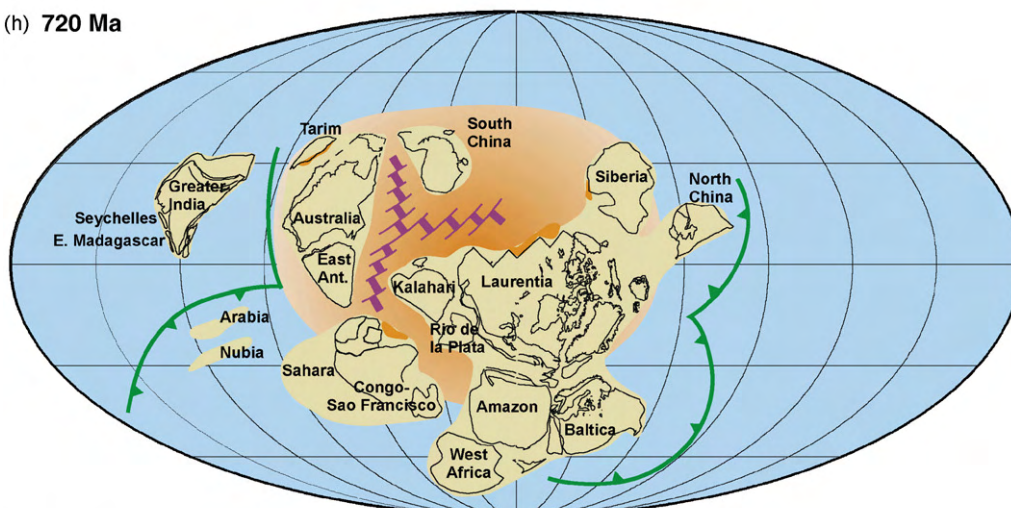 (h) 720 Ma
Tarim
South
China
Siberia
North
China
Greater
India
Seychelles
E. Madagascar
Australia
East
Ant.
Kalahari
Laurentia
Arabia
Rio de
la Plata
Nubia
Sahara
Congo-
Sao Francisco
Amazon
Baltica
West
Africa